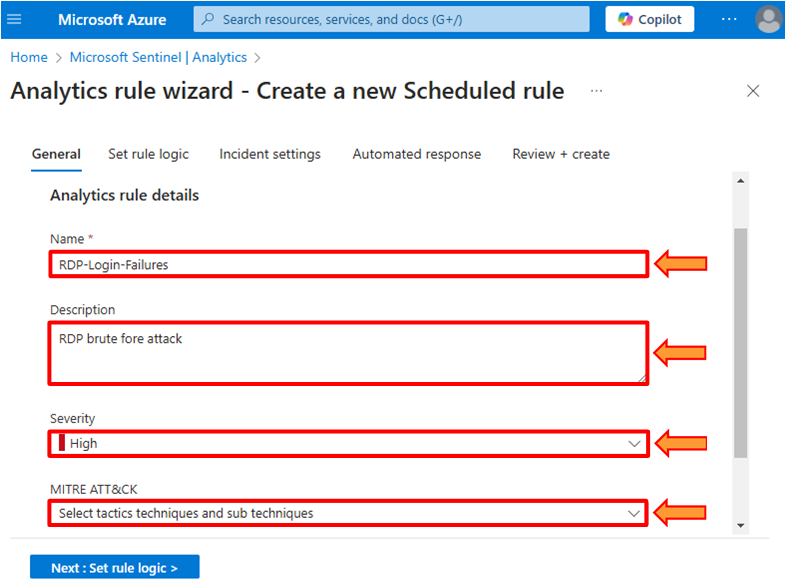 Microsoft Azure
Search resources, services, and docs (G+/)
Copilot
...
Home > Microsoft Sentinel | Analytics >
Analytics rule wizard - Create a new Scheduled rule ...
General Set rule logic Incident settings Automated response Review + create
Analytics rule details
Name *
RDP-Login-Failures
Description
RDP brute fore attack
Severity
High
MITRE ATT&CK
Select tactics techniques and sub techniques
Next : Set rule logic >